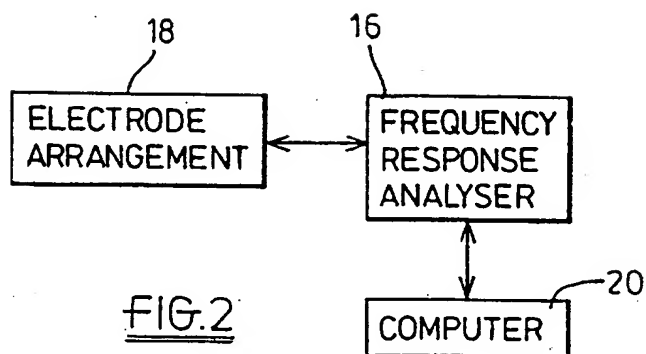 18
16
ELECTRODE
ARRANGEMENT
FREQUENCY
RESPONSE
ANALYSER
20
FIG.2
COMPUTER